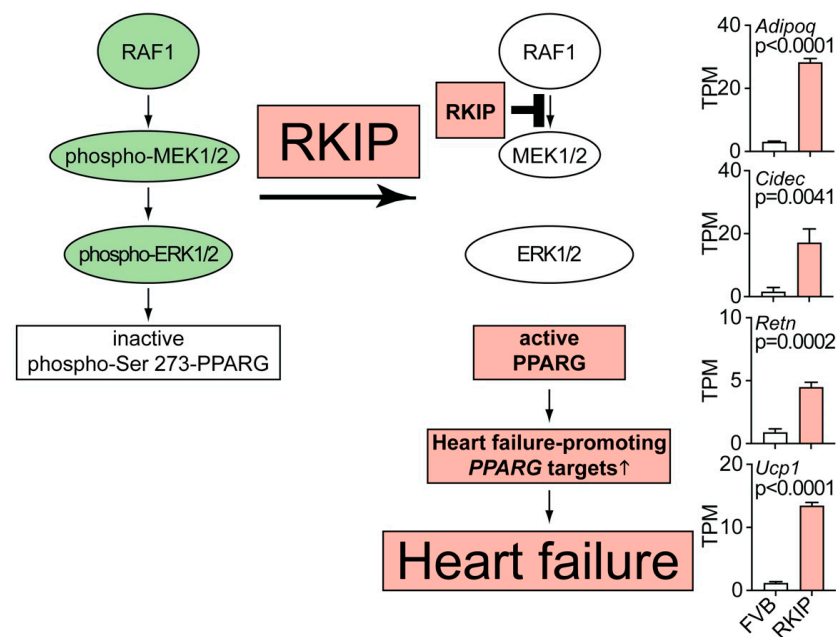 RAF1
phospho-MEK1/2
phospho-ERK1/2
inactive
phospho-Ser 273-PPARG
RKIP
RAF1
RKIP
MEK1/2
ERK1/2
active
PPARG
Heart failure-promoting
PPARG targets↑
Heart failure
Adipoq
p<0.0001
TPM
40
20
0
Cidec
p=0.0041
TPM
40
20
0
Retn
p=0.0002
TPM
10
5
0
Ucp1
p<0.0001
TPM
20
10
0
FVB
RKIP